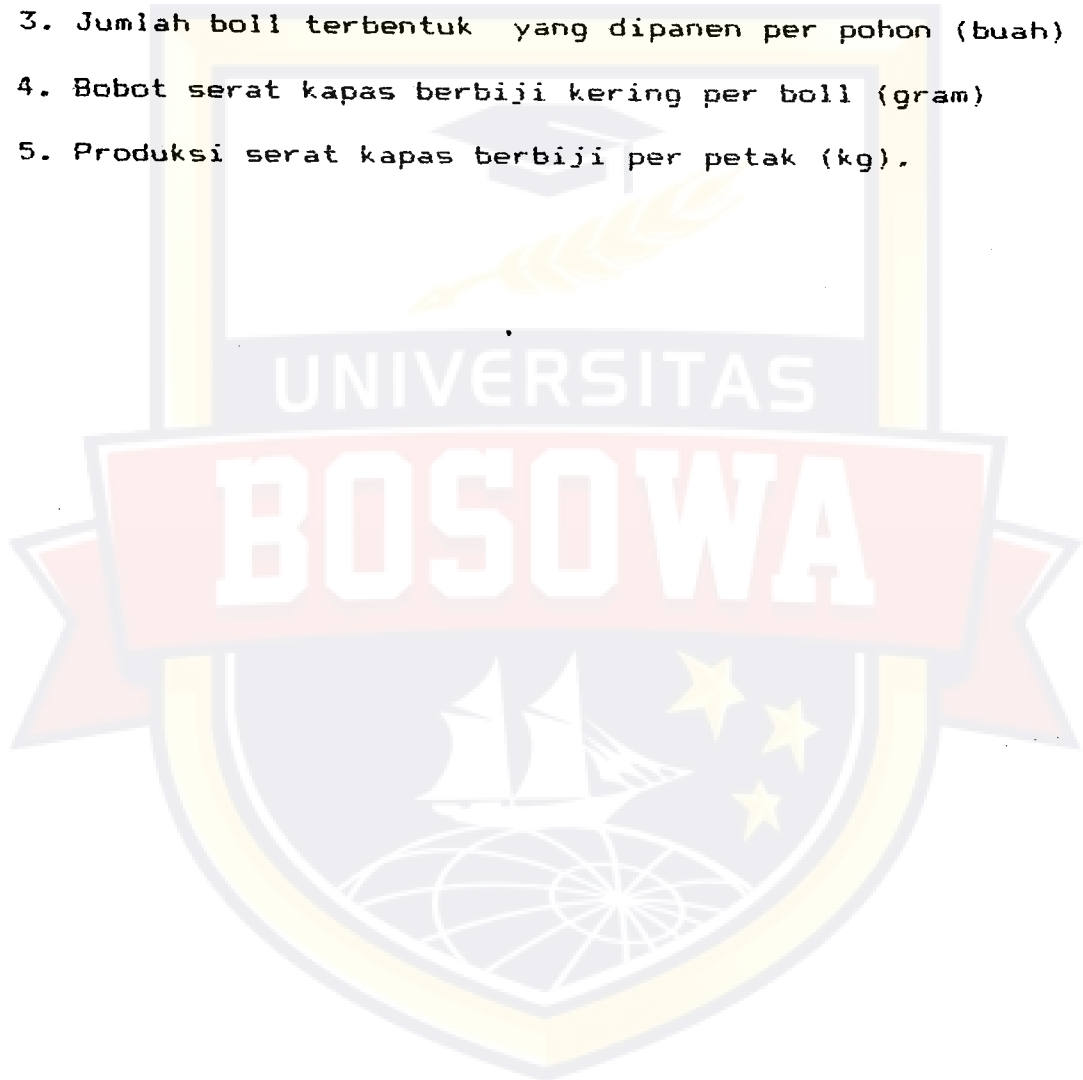 3. Jumlah boll terbentuk yang dipanen per pohon (buah)
4. Bobot serat kapas berbiji kering per boll (gram)
5. Produksi serat kapas berbiji per petak (kg).
UNIVERSITAS
BOSOWA